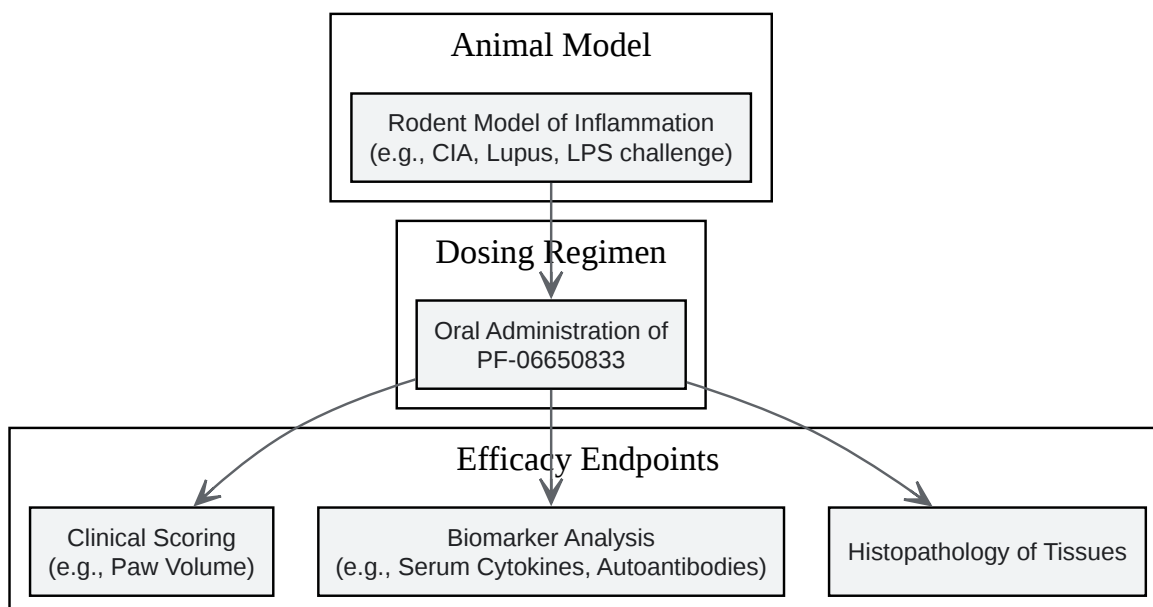 Animal Model
Rodent Model of Inflammation
(e.g., CIA, Lupus, LPS challenge)
Dosing Regimen
Oral Administration of
PF-06650833
Efficacy Endpoints
Clinical Scoring
(e.g., Paw Volume)
Biomarker Analysis
(e.g., Serum Cytokines, Autoantibodies)
Histopathology of Tissues